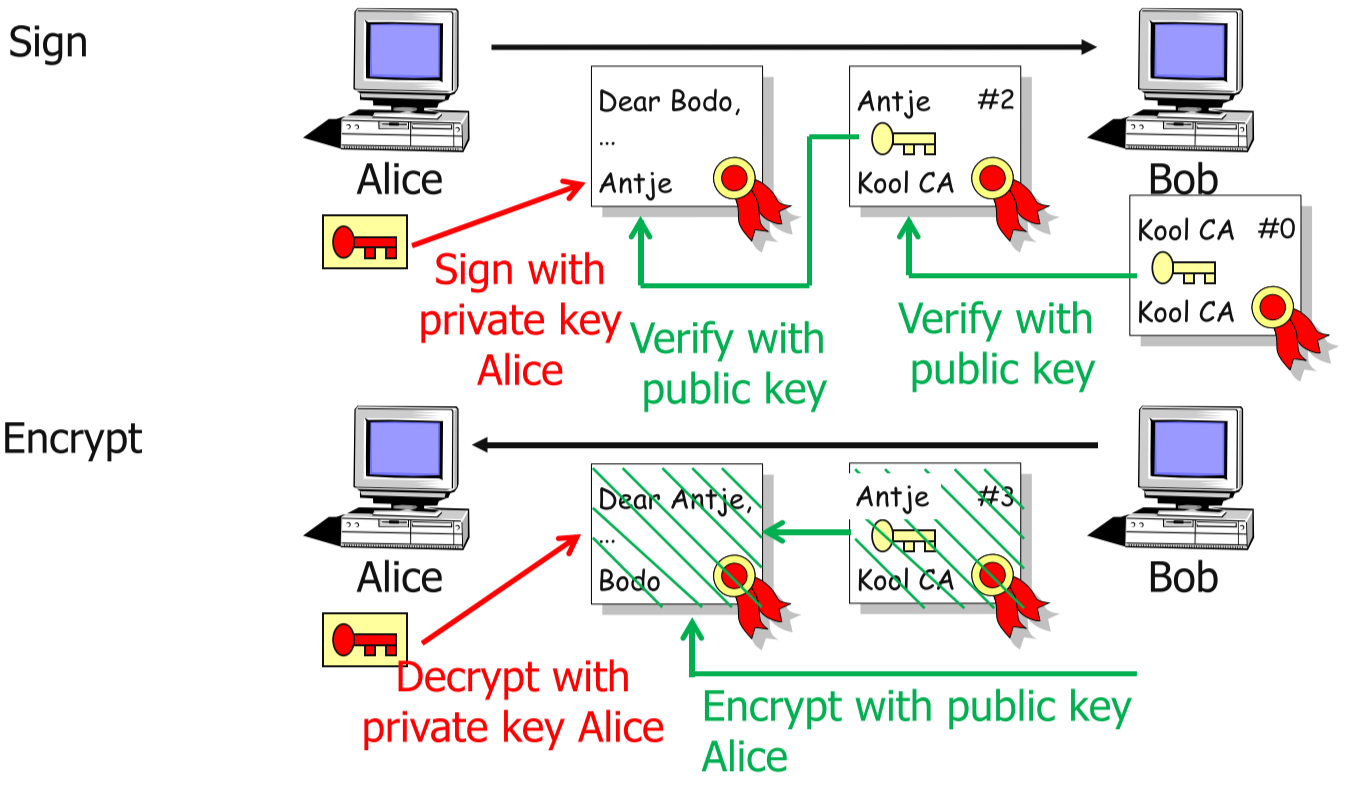 Sign
Dear Bodo,
...
Antje
Antje #2
Kool CA
Alice
Bob
Kool CA #0
Kool CA
Sign with
private key
Alice
Verify with
public key
Verify with
public key
Encrypt
Dear Antje,
...
Bodo
Antje #3
Kool CA
Alice
Bob
Decrypt with
private key Alice
Encrypt with public key
Alice